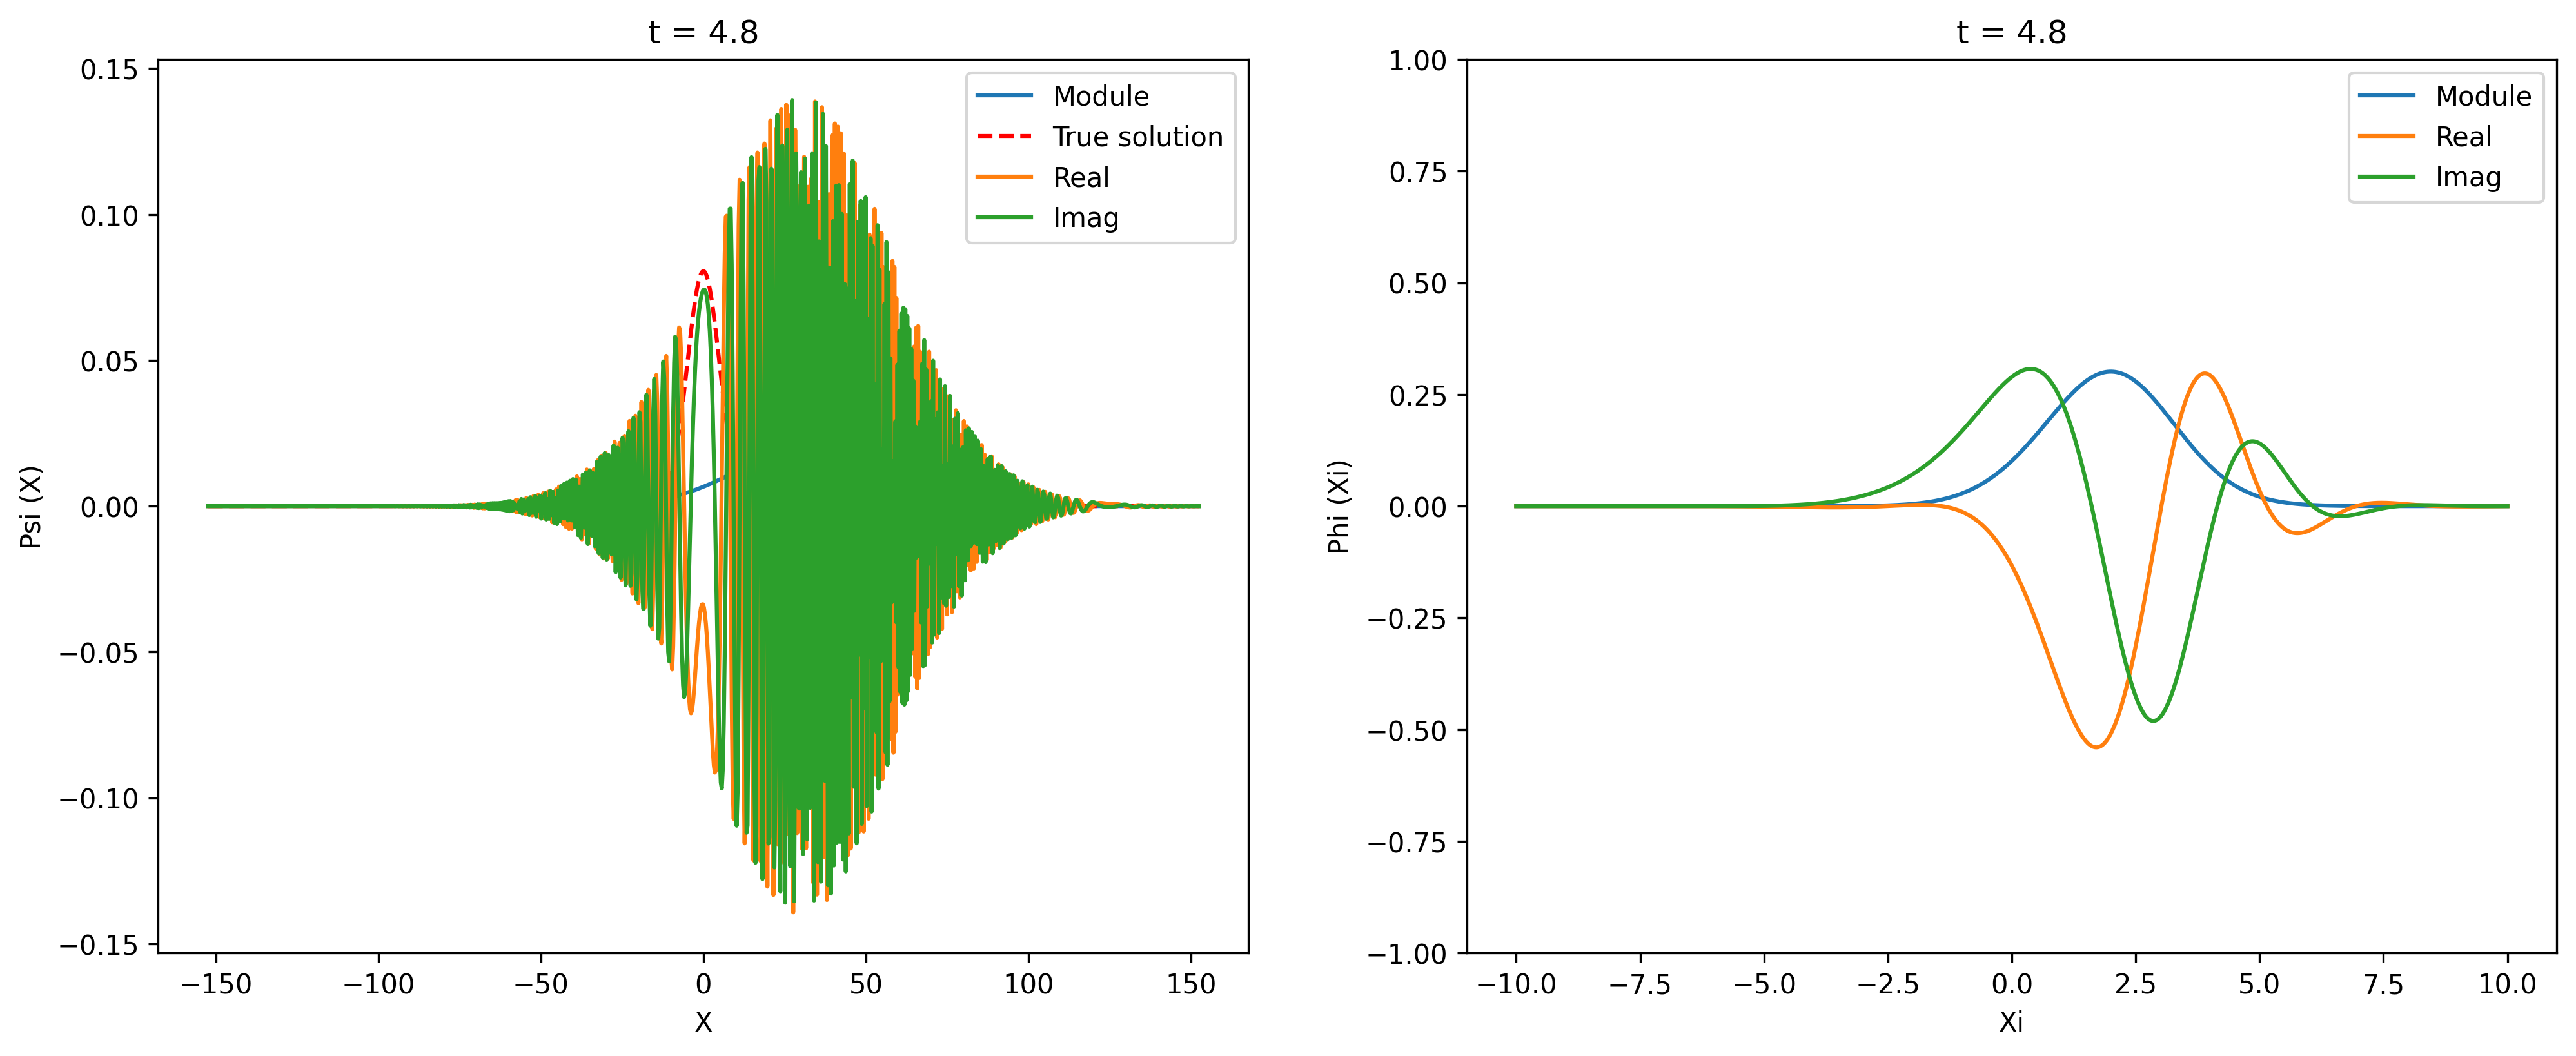 t = 4.8
0.15
0.10
0.05
0.00
−0.05
−0.10
−0.15
Psi (X)
−150
−100
−50
0
50
100
150
X
Module
True solution
Real
Imag
t = 4.8
1.00
0.75
0.50
0.25
0.00
−0.25
−0.50
−0.75
−1.00
Phi (Xi)
−10.0
−7.5
−5.0
−2.5
0.0
2.5
5.0
7.5
10.0
Xi
Module
Real
Imag